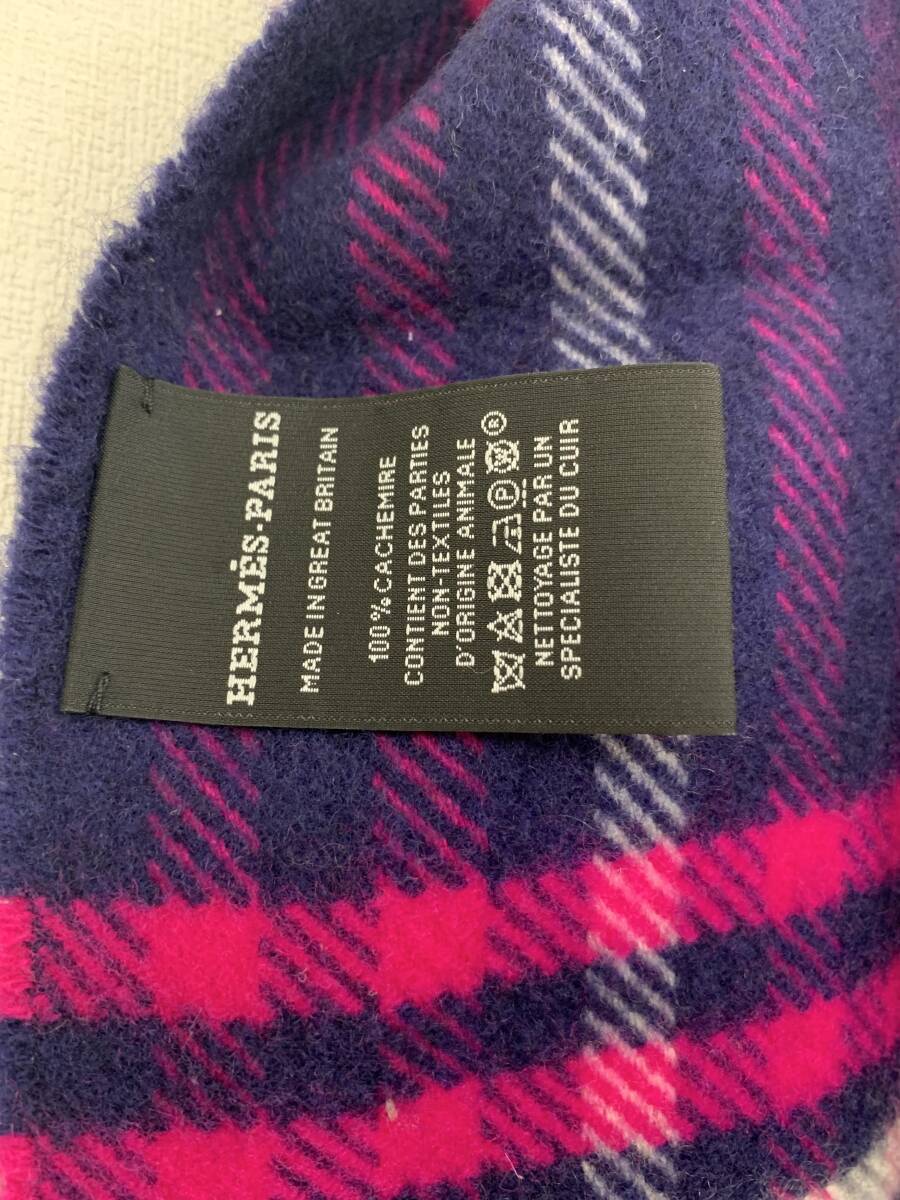 HERMÈS-PARIS
MADE IN GREAT BRITAIN
100% CACHEMIRE
CONTIENT DES PARTIES
NON-TEXTILES
D'ORIGINE ANIMALE
P W ®
NETTOYAGE PAR UN
SPECIALISTE DU CUIR